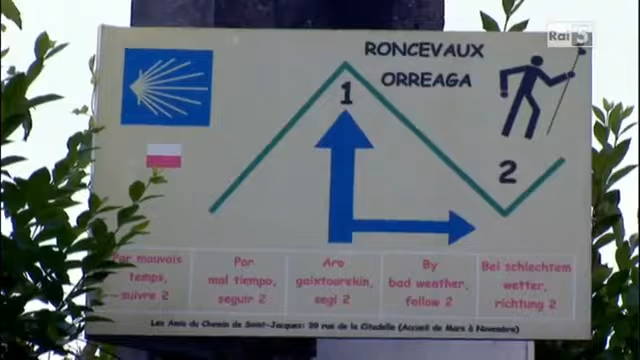 Rai 5
RONCEVAUX
ORREAGA
1
2
Par mauvais
temps,
suivre 2
Por
mal tiempo,
seguir 2
Aro
gaixtoarekin,
segi 2
By
bad weather,
follow 2
Bei schlechtem
wetter,
richtung 2
Les Amis du Chemin de Saint-Jacques: 39 rue de la Citadelle (Accueil de Mars à Novembre)